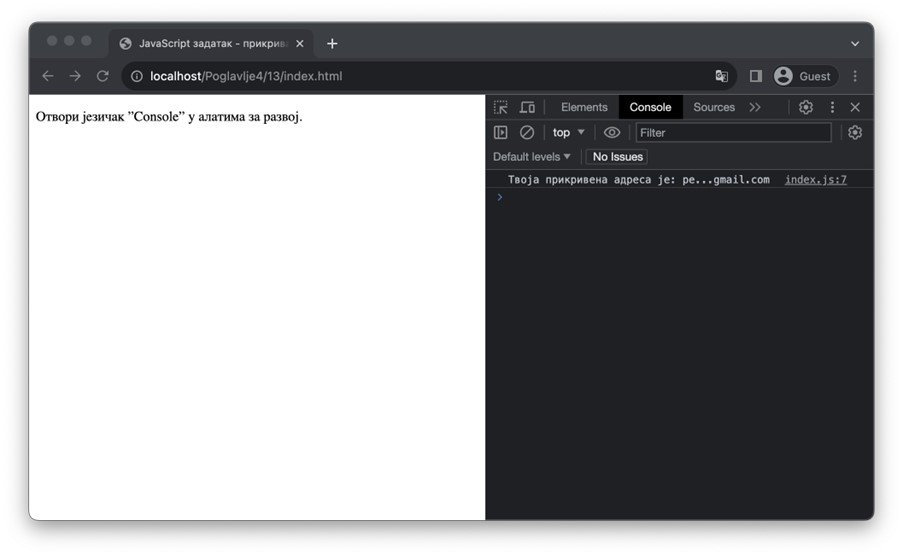 JavaScript задатак - прикрива
localhost/Poglavlje4/13/index.html
Guest
Отвори језичак ”Console” у алатима за развој.
Elements
Console
Sources
top
Filter
Default levels
No Issues
Твоја прикривена адреса је: pe...gmail.com index.js:7